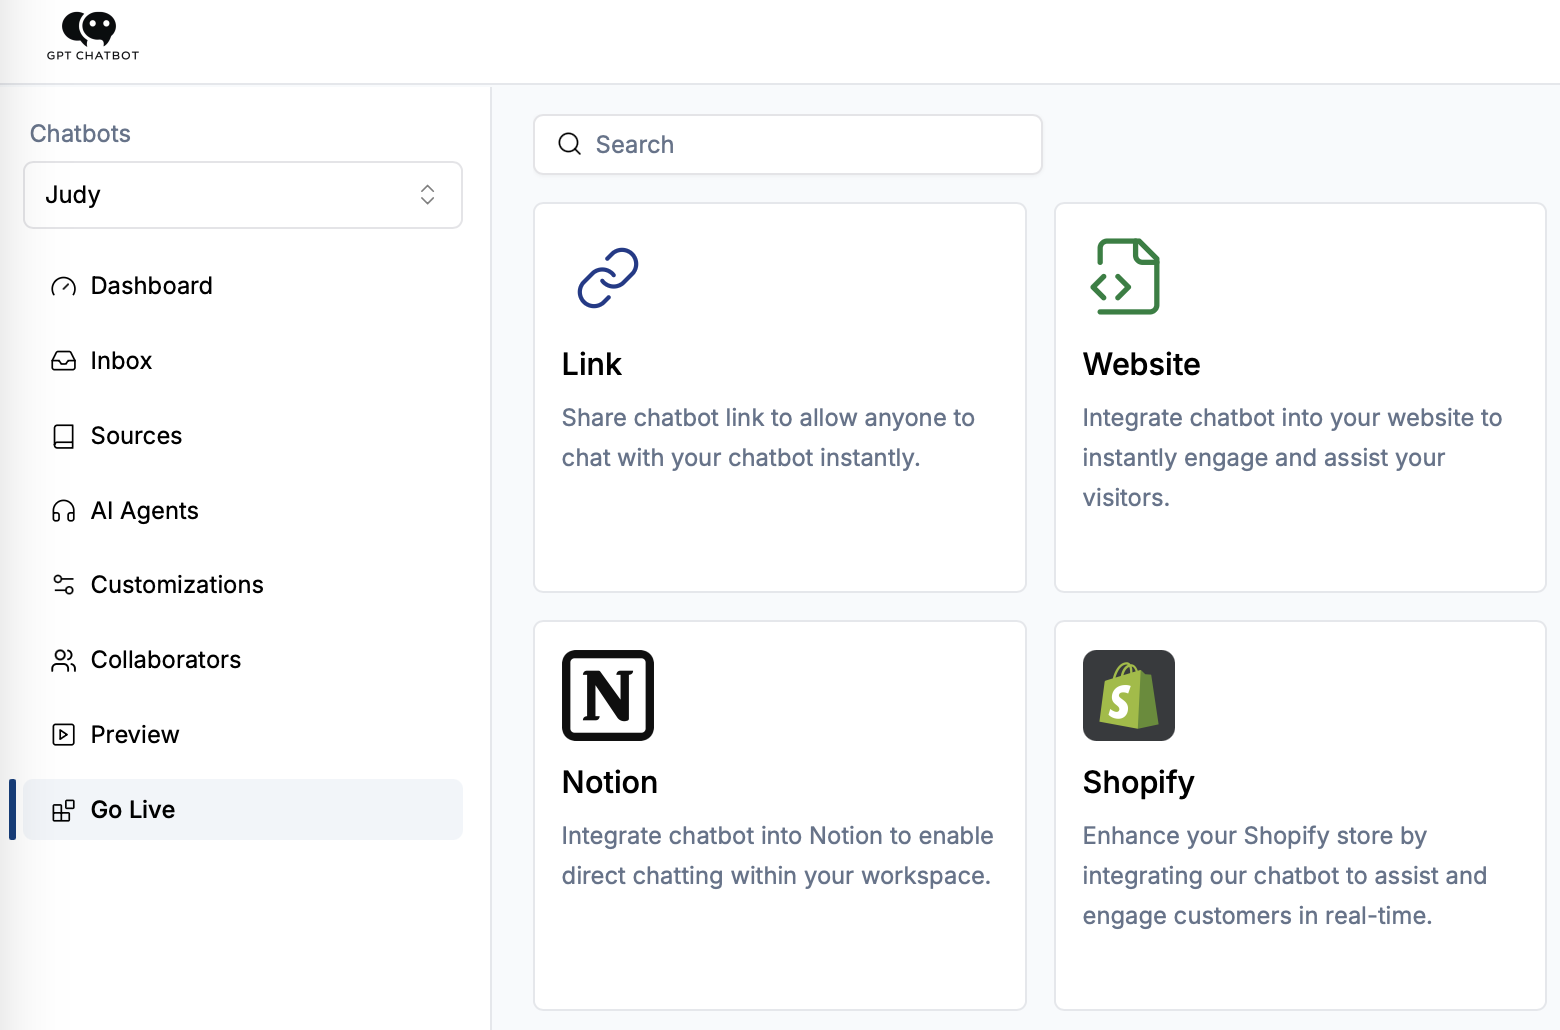 GPT CHATBOT
Chatbots
Judy
Dashboard
Inbox
Sources
AI Agents
Customizations
Collaborators
Preview
Go Live
Search
Link
Share chatbot link to allow anyone to
chat with your chatbot instantly.
Website
Integrate chatbot into your website to
instantly engage and assist your
visitors.
N
Notion
Integrate chatbot into Notion to enable
direct chatting within your workspace.
S
Shopify
Enhance your Shopify store by
integrating our chatbot to assist and
engage customers in real-time.